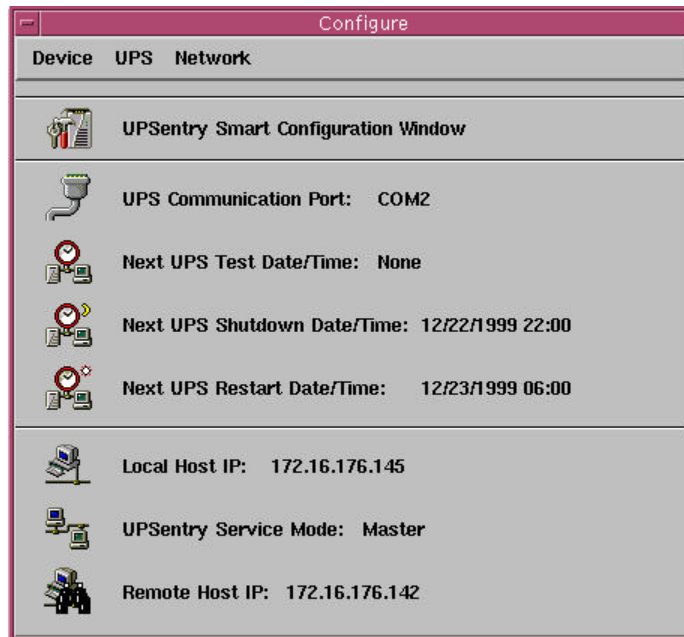 Configure
Device UPS Network
UPSentry Smart Configuration Window
UPS Communication Port: COM2
Next UPS Test Date/Time: None
Next UPS Shutdown Date/Time: 12/22/1999 22:00
Next UPS Restart Date/Time: 12/23/1999 06:00
Local Host IP: 172.16.176.145
UPSentry Service Mode: Master
Remote Host IP: 172.16.176.142